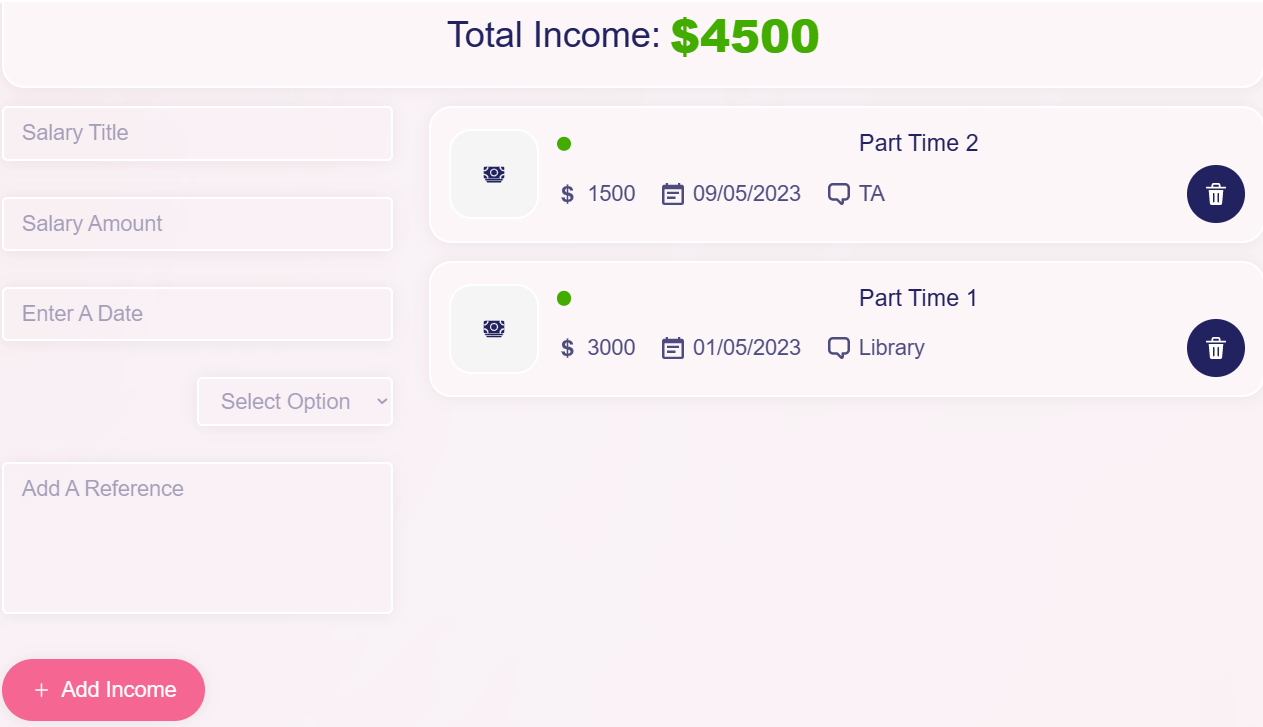 Total Income: $4500
Salary Title
Salary Amount
Enter A Date
Select Option
Add A Reference
+ Add Income
Part Time 2
$ 1500 09/05/2023 TA
Part Time 1
$ 3000 01/05/2023 Library